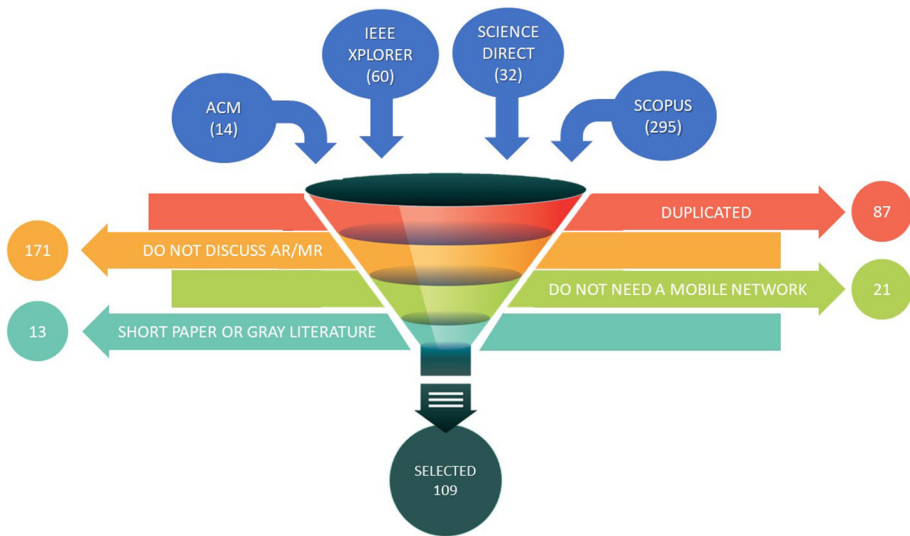 IEEE
XPLORER
(60)
SCIENCE
DIRECT
(32)
ACM
(14)
SCOPUS
(295)
DUPLICATED
87
171
DO NOT DISCUSS AR/MR
DO NOT NEED A MOBILE NETWORK
21
13
SHORT PAPER OR GRAY LITERATURE
SELECTED
109